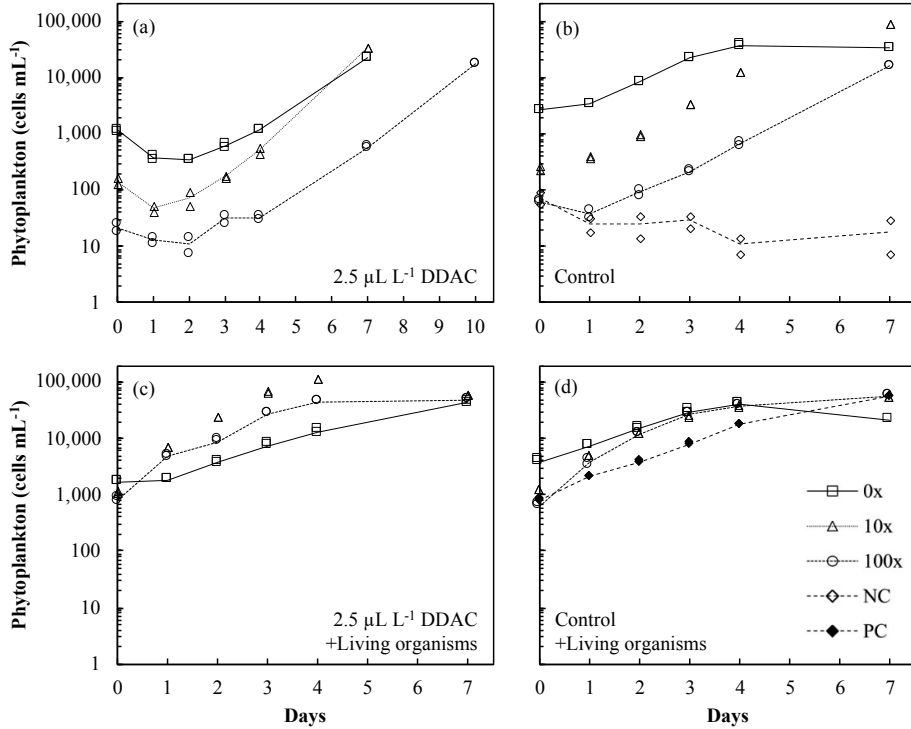 100,000
10,000
1,000
100
10
1
Phytoplankton (cells mL⁻¹)
(a)
2.5 µL L⁻¹ DDAC
0 1 2 3 4 5 6 7 8 9 10
(b)
Control
0 1 2 3 4 5 6 7
100,000
10,000
1,000
100
10
1
Phytoplankton (cells mL⁻¹)
(c)
2.5 µL L⁻¹ DDAC
+Living organisms
0 1 2 3 4 5 6 7
Days
(d)
0x
10x
100x
NC
PC
Control
+Living organisms
0 1 2 3 4 5 6 7
Days